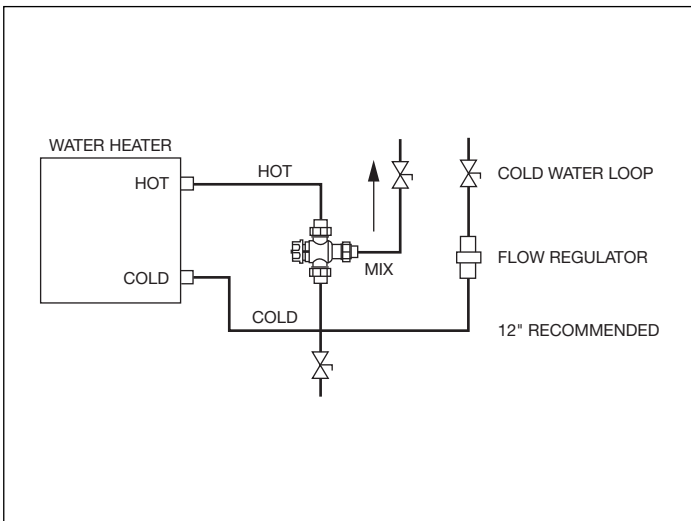 WATER HEATER
HOT
HOT
COLD WATER LOOP
FLOW REGULATOR
MIX
COLD
COLD
12" RECOMMENDED